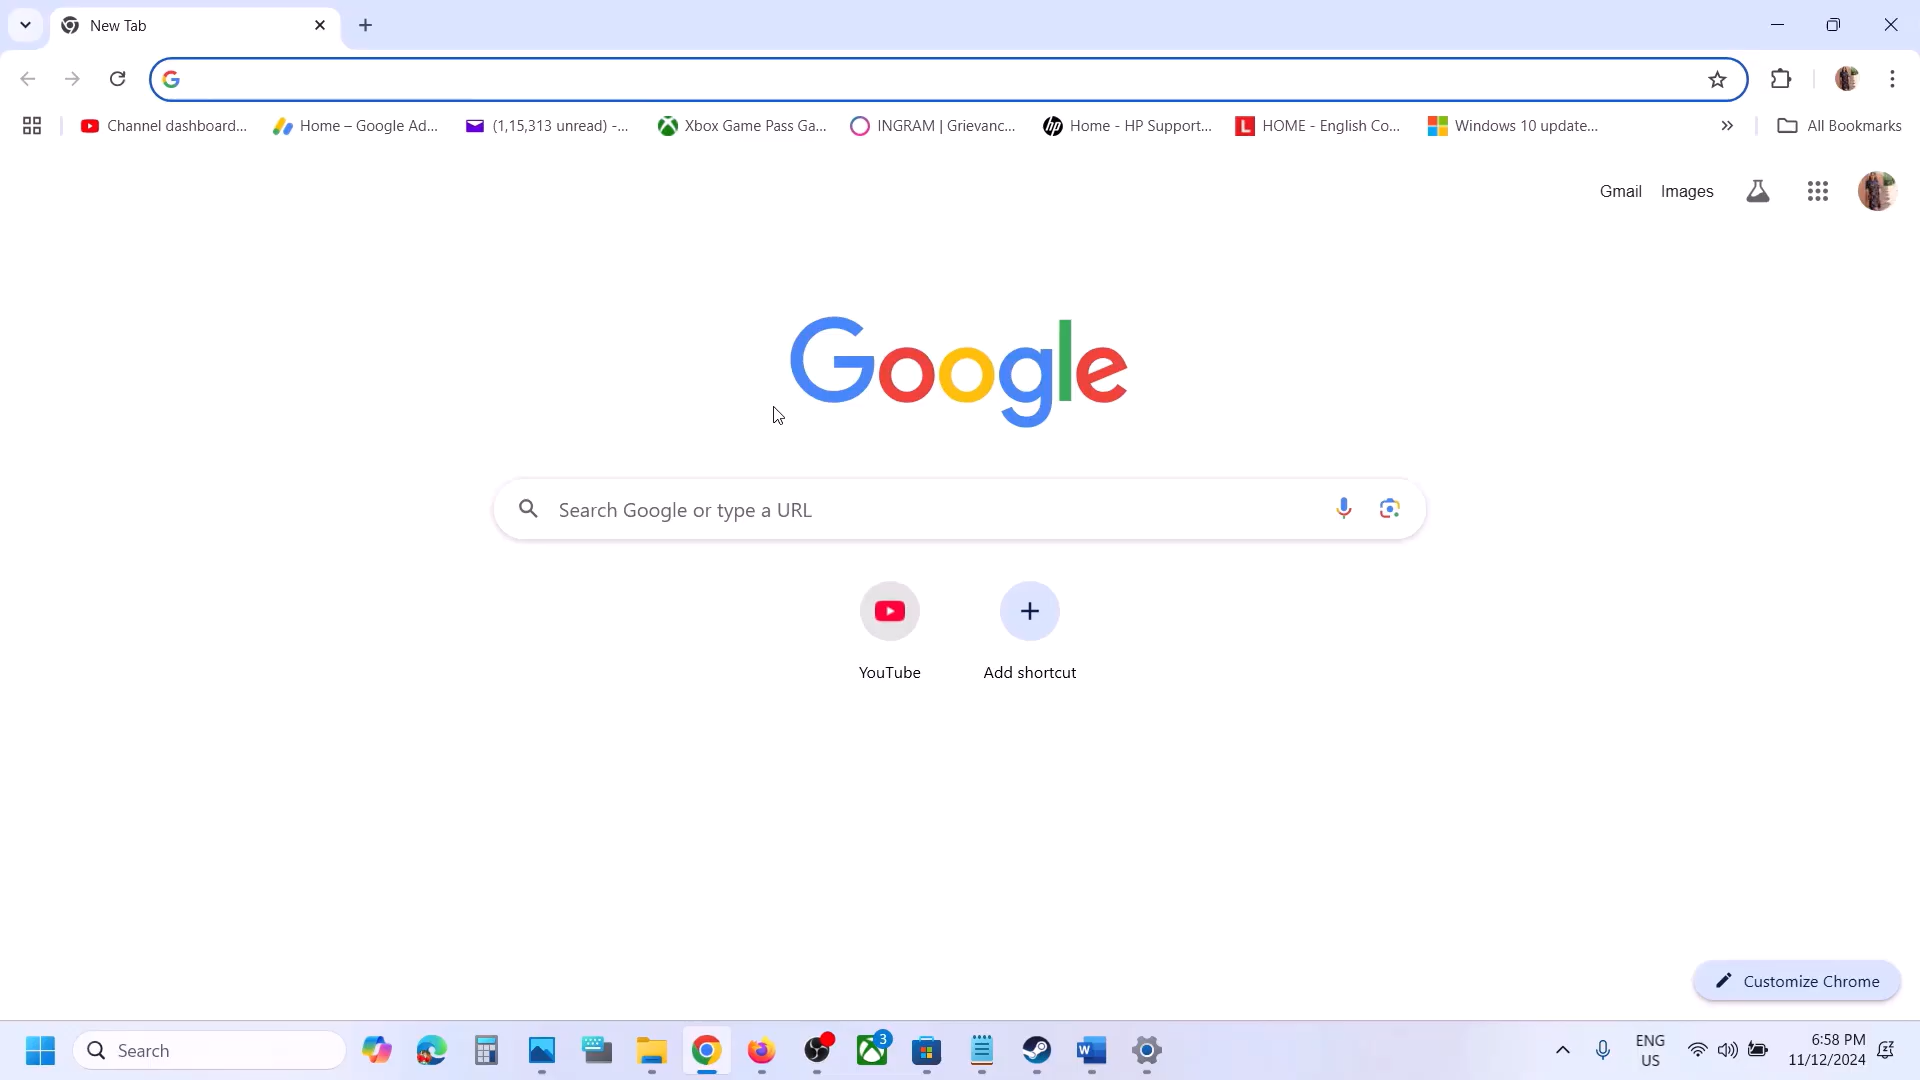 New Tab
Channel dashboard...
Home – Google Ad...
(1,15,313 unread) -...
Xbox Game Pass Ga...
INGRAM | Grievanc...
Home - HP Support...
HOME - English Co...
Windows 10 update...
All Bookmarks
Gmail
Images
Google
Search Google or type a URL
YouTube
Add shortcut
Customize Chrome
Search
3
ENG
US
6:58 PM
11/12/2024